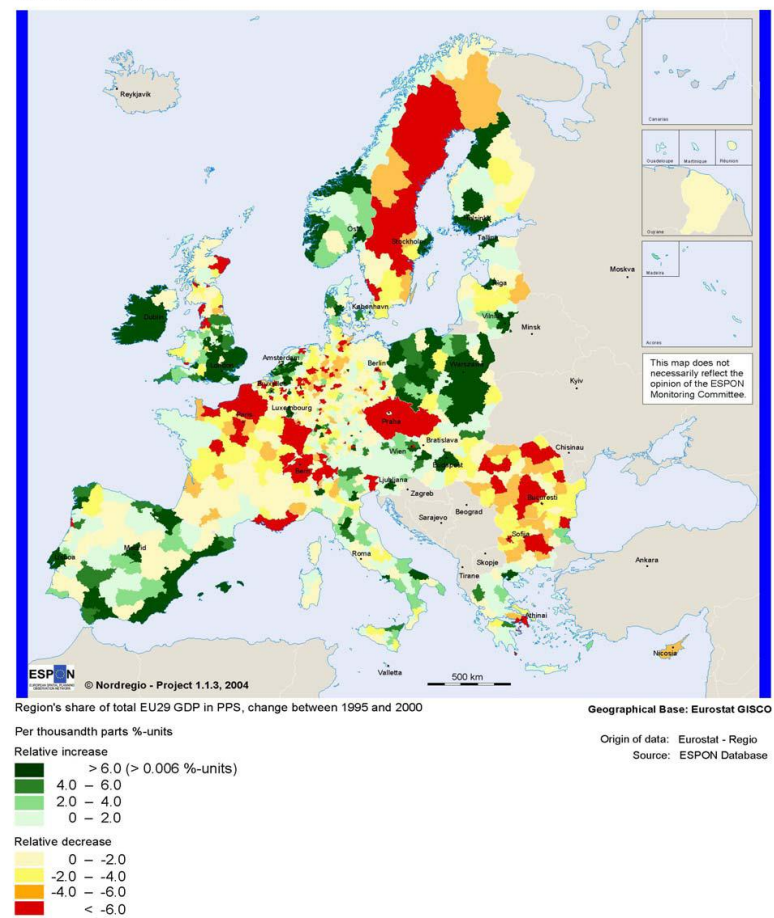 Reykjavik
Canarias
Guadeloupe
Martinique
Réunion
Guyane
Madeira
Acores
Helsinki
Oslo
Stockholm
Tallinn
Riga
Moskva
København
Vilnius
Minsk
Dublin
London
Amsterdam
Berlin
Warszawa
This map does not
necessarily reflect the
opinion of the ESPON
Monitoring Committee.
Bruxelles
Kyiv
Luxembourg
Paris
Praha
Chisinau
Bratislava
Wien
Budapest
Bern
Ljubljana
Zagreb
Bucuresti
Beograd
Sarajevo
Sofija
Madrid
Roma
Skopje
Ankara
Tirane
Lisboa
Athinai
Nicosia
Valletta
500 km
ESPON
© Nordregio - Project 1.1.3, 2004
Region's share of total EU29 GDP in PPS, change between 1995 and 2000
Geographical Base: Eurostat GISCO
Per thousandth parts %-units
Origin of data: Eurostat - Regio
Source: ESPON Database
Relative increase
> 6.0 (> 0.006 %-units)
4.0 – 6.0
2.0 – 4.0
0 – 2.0
Relative decrease
0 – -2.0
-2.0 – -4.0
-4.0 – -6.0
< -6.0